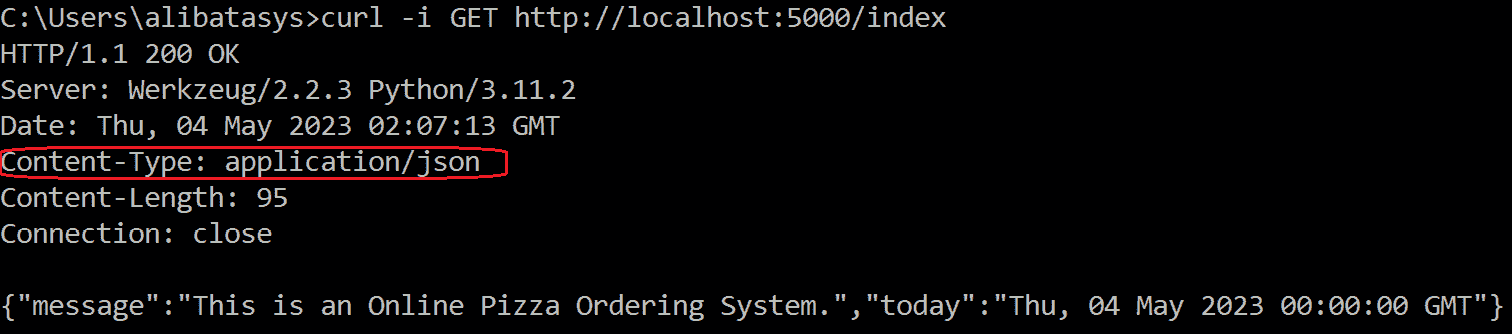 C:\Users\alibatasys>curl -i GET http://localhost:5000/index
HTTP/1.1 200 OK
Server: Werkzeug/2.2.3 Python/3.11.2
Date: Thu, 04 May 2023 02:07:13 GMT
Content-Type: application/json
Content-Length: 95
Connection: close
{"message":"This is an Online Pizza Ordering System.","today":"Thu, 04 May 2023 00:00:00 GMT"}